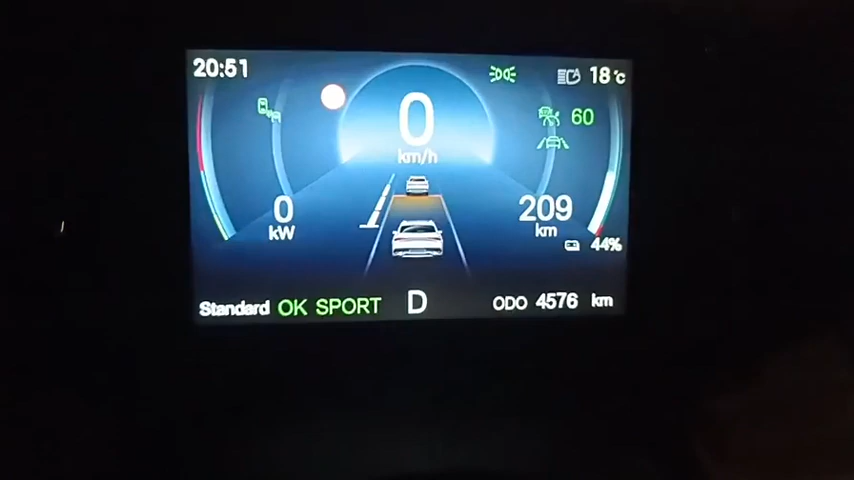 20:51
18°C
60
0
km/h
0
kW
209
km
44%
Standard OK SPORT D ODO 4576 km